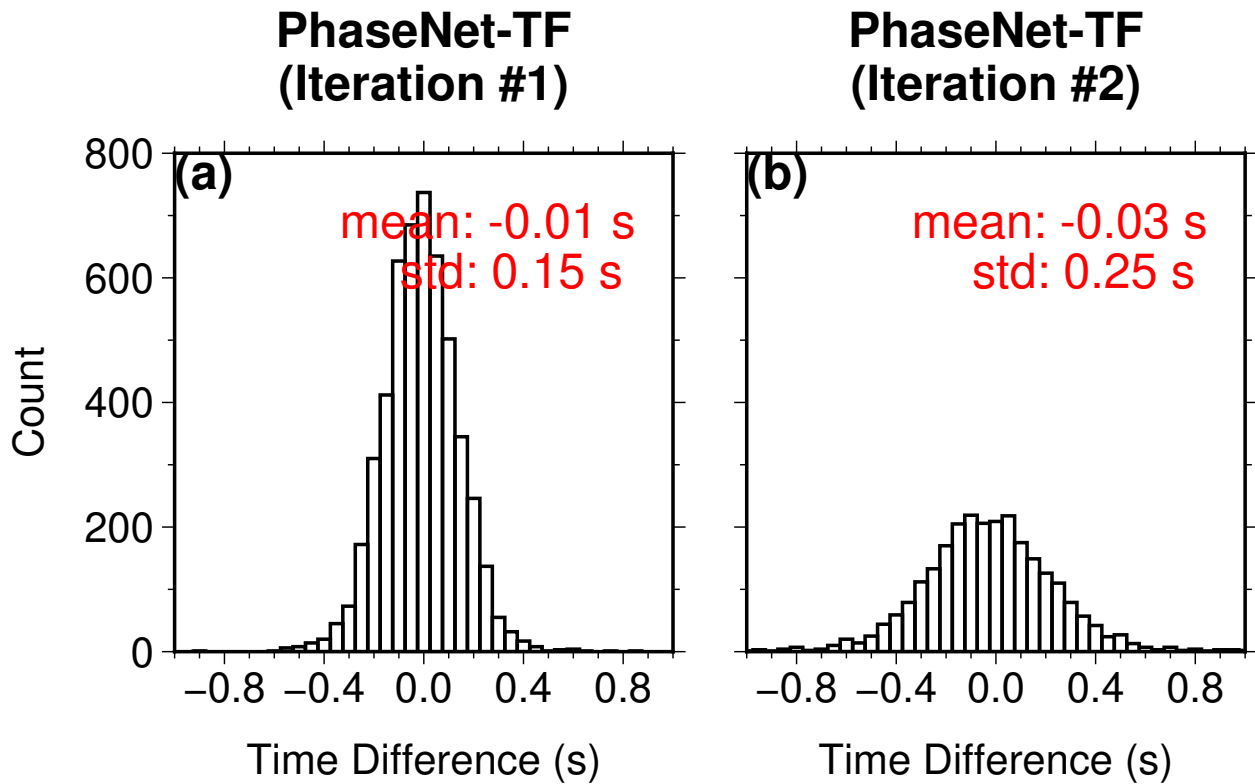 PhaseNet-TF
(Iteration #1)
PhaseNet-TF
(Iteration #2)
(a)
mean: -0.01 s
std: 0.15 s
(b)
mean: -0.03 s
std: 0.25 s
Count
800
600
400
200
0
−0.8 −0.4 0.0 0.4 0.8
−0.8 −0.4 0.0 0.4 0.8
Time Difference (s)
Time Difference (s)